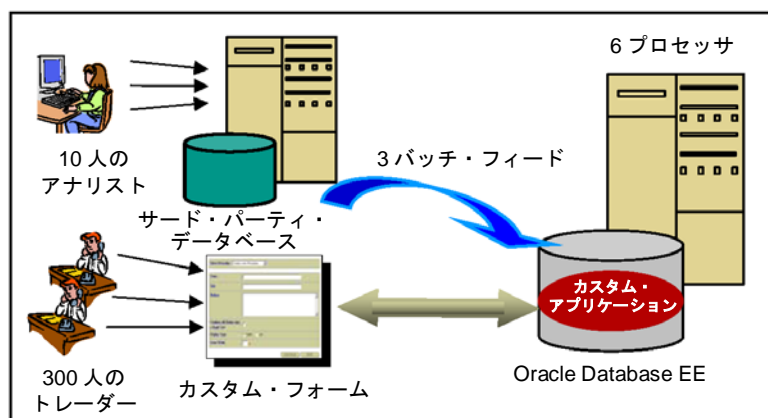 6 プロセッサ
10 人の
アナリスト
3 バッチ・フィード
サード・パーティ・
データベース
カスタム・
アプリケーション
300 人の
トレーダー
カスタム・フォーム
Oracle Database EE